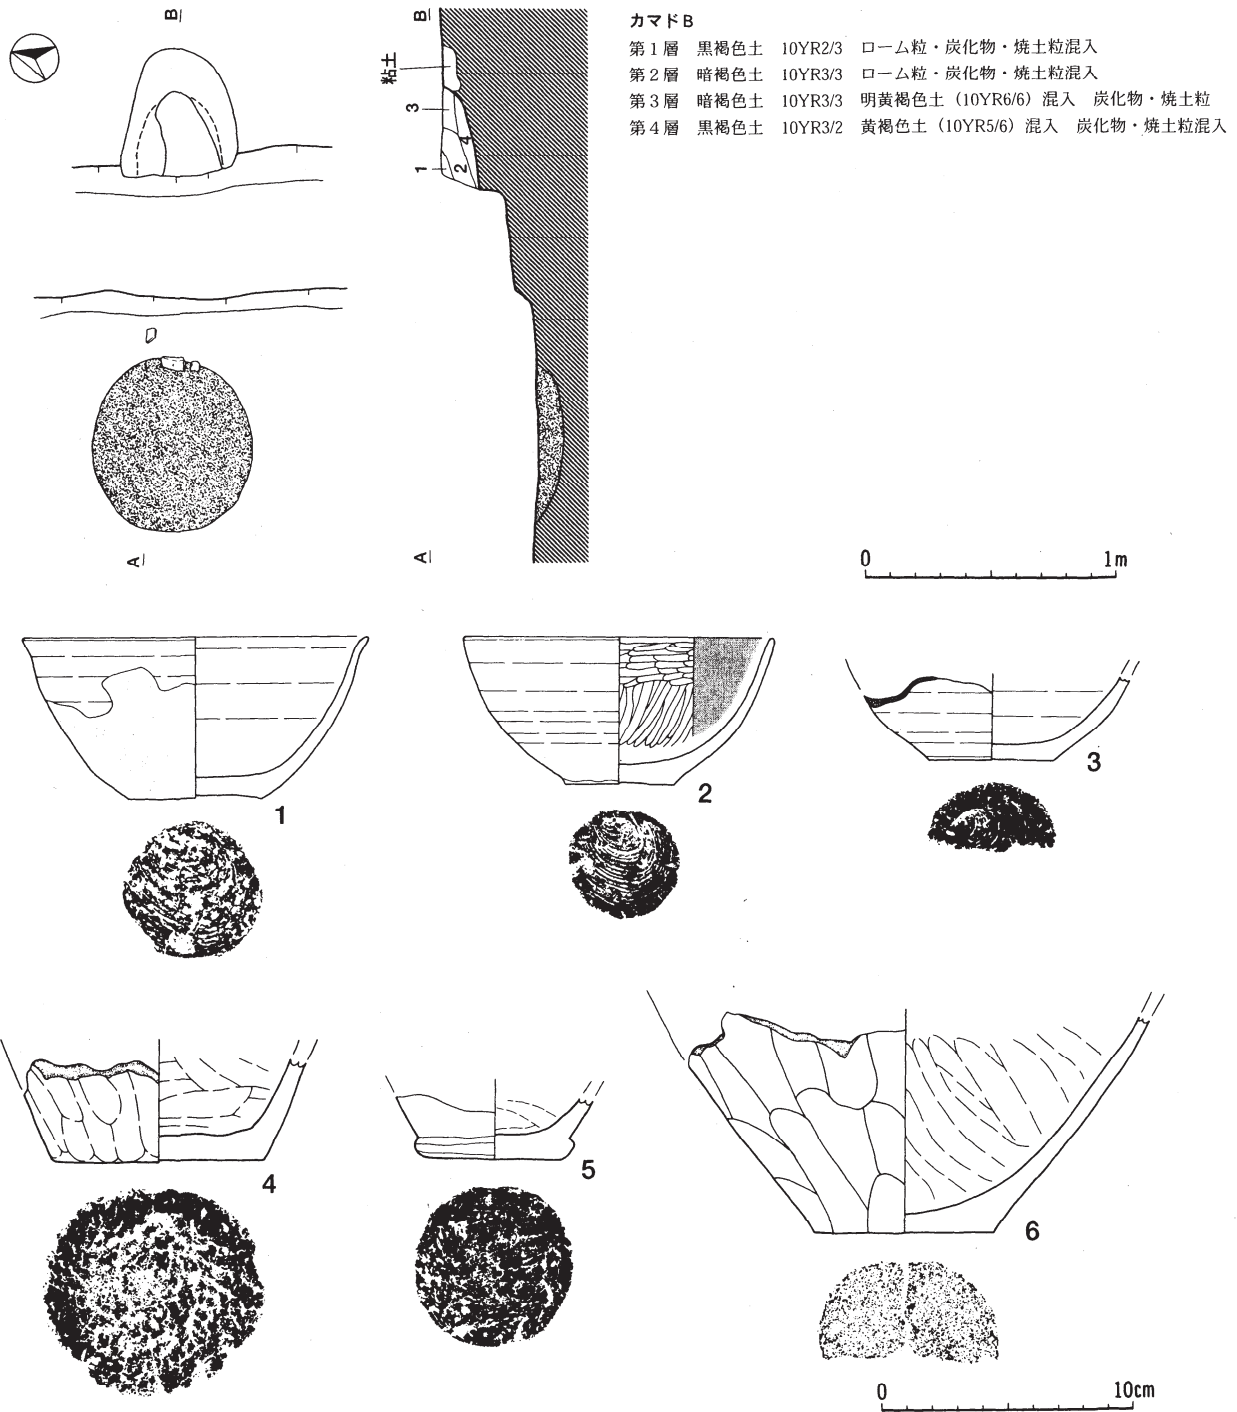 カマドB
第1層　黒褐色土　10YR2/3　ローム粒・炭化物・焼土粒混入
第2層　暗褐色土　10YR3/3　ローム粒・炭化物・焼土粒混入
第3層　暗褐色土　10YR3/3　明黄褐色土（10YR6/6）混入　炭化物・焼土粒
第4層　黒褐色土　10YR3/2　黄褐色土（10YR5/6）混入　炭化物・焼土粒混入
B
B
粘土
3
4
1
2
A
A
0
1m
1
2
3
4
5
6
0
10cm